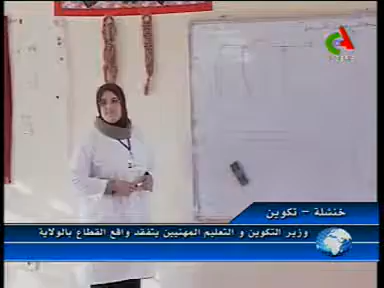 خنشلة - تكوين
وزير التكوين و التعليم المهنيين يتفقد واقع القطاع بالولاية